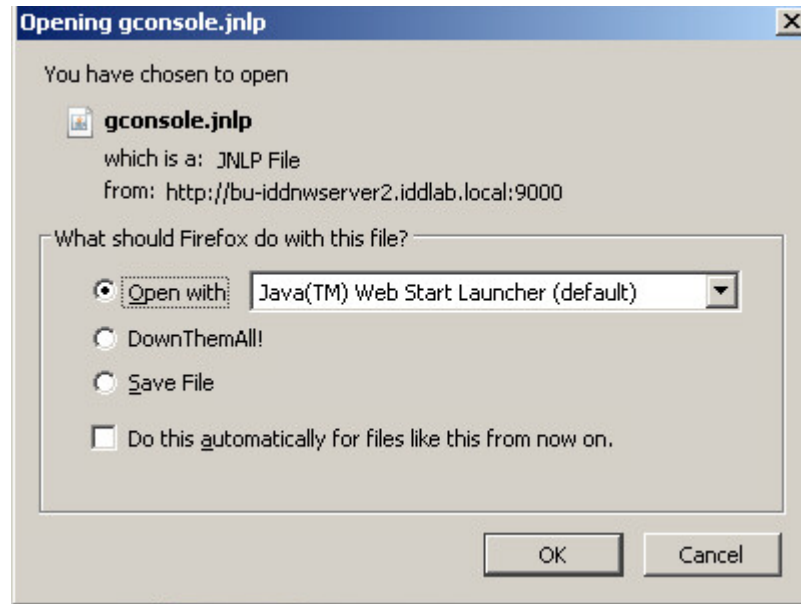 Opening gconsole.jnlp
You have chosen to open
gconsole.jnlp
which is a: JNLP File
from: http://bu-iddnwserver2.iddlab.local:9000
What should Firefox do with this file?
Open with Java(TM) Web Start Launcher (default)
DownThemAll!
Save File
Do this automatically for files like this from now on.
OK Cancel